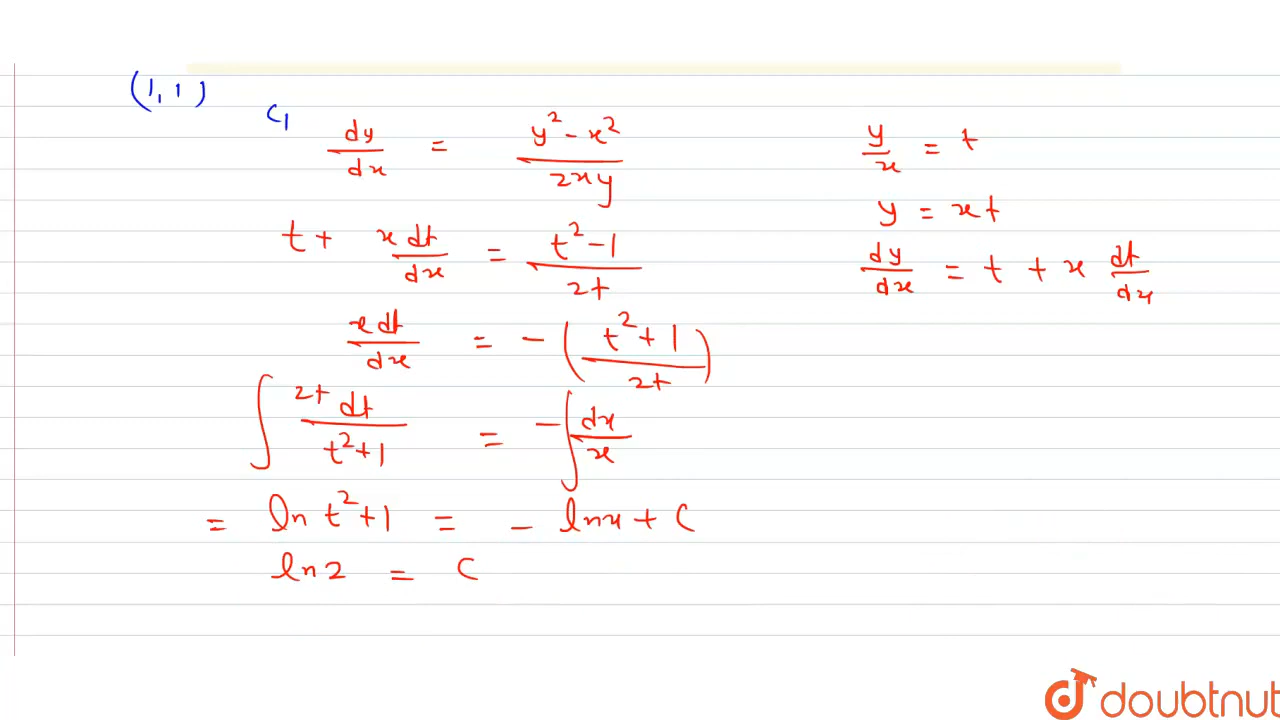 (1, 1)
C1
dy/dx = (y² - x²)/(2xy)
y/x = t
y = xt
t + x dt/dx = (t² - 1)/(2t)
dy/dx = t + x dt/dx
x dt/dx = - ((t² + 1)/(2t))
∫ 2t dt/(t² + 1) = - ∫ dx/x
= ln t² + 1 = - ln x + C
ln 2 = C
doubtnut